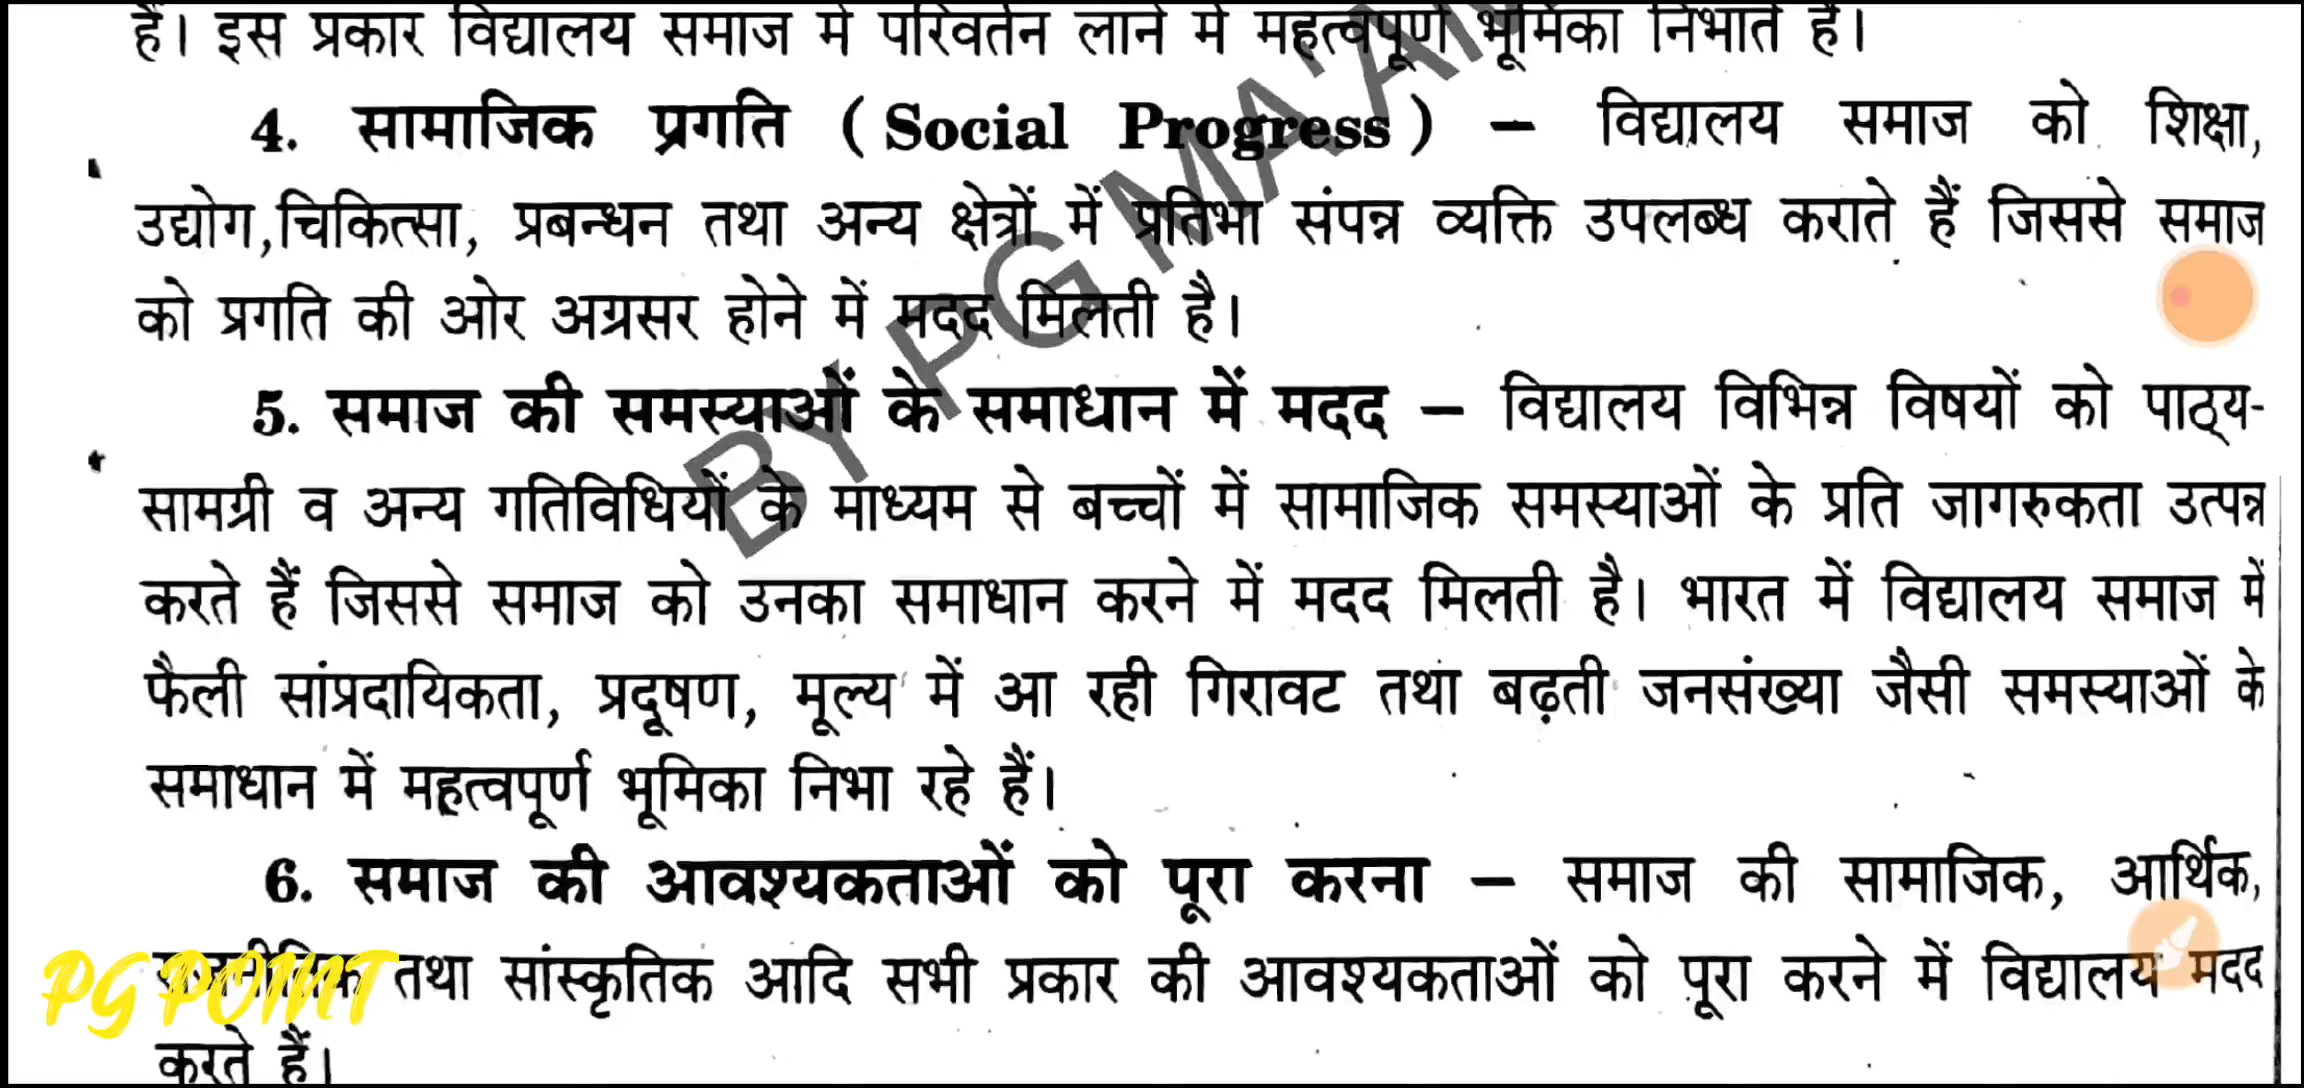 हैं। इस प्रकार विद्यालय समाज में परिवर्तन लाने में महत्वपूर्ण भूमिका निभाते हैं।
4. सामाजिक प्रगति ( Social Progress ) – विद्यालय समाज को शिक्षा,
उद्योग,चिकित्सा, प्रबन्धन तथा अन्य क्षेत्रों में प्रतिभा संपन्न व्यक्ति उपलब्ध कराते हैं जिससे समाज
को प्रगति की ओर अग्रसर होने में मदद मिलती है।
5. समाज की समस्याओं के समाधान में मदद – विद्यालय विभिन्न विषयों को पाठ्य-
सामग्री व अन्य गतिविधियों के माध्यम से बच्चों में सामाजिक समस्याओं के प्रति जागरुकता उत्पन्न
करते हैं जिससे समाज को उनका समाधान करने में मदद मिलती है। भारत में विद्यालय समाज में
फैली सांप्रदायिकता, प्रदूषण, मूल्य में आ रही गिरावट तथा बढ़ती जनसंख्या जैसी समस्याओं के
समाधान में महत्वपूर्ण भूमिका निभा रहे हैं।
6. समाज की आवश्यकताओं को पूरा करना – समाज की सामाजिक, आर्थिक,
तथा सांस्कृतिक आदि सभी प्रकार की आवश्यकताओं को पूरा करने में विद्यालय मदद
करते हैं।
BY PG MA'AM
PG POINT